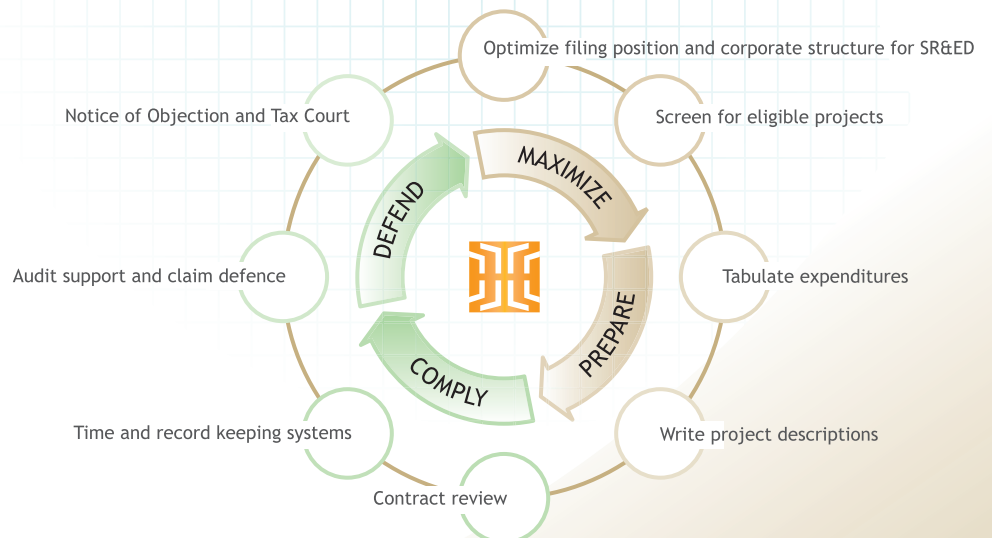 Optimize filing position and corporate structure for SR&ED
Notice of Objection and Tax Court
Screen for eligible projects
MAXIMIZE
DEFEND
Audit support and claim defence
Tabulate expenditures
PREPARE
COMPLY
Time and record keeping systems
Write project descriptions
Contract review